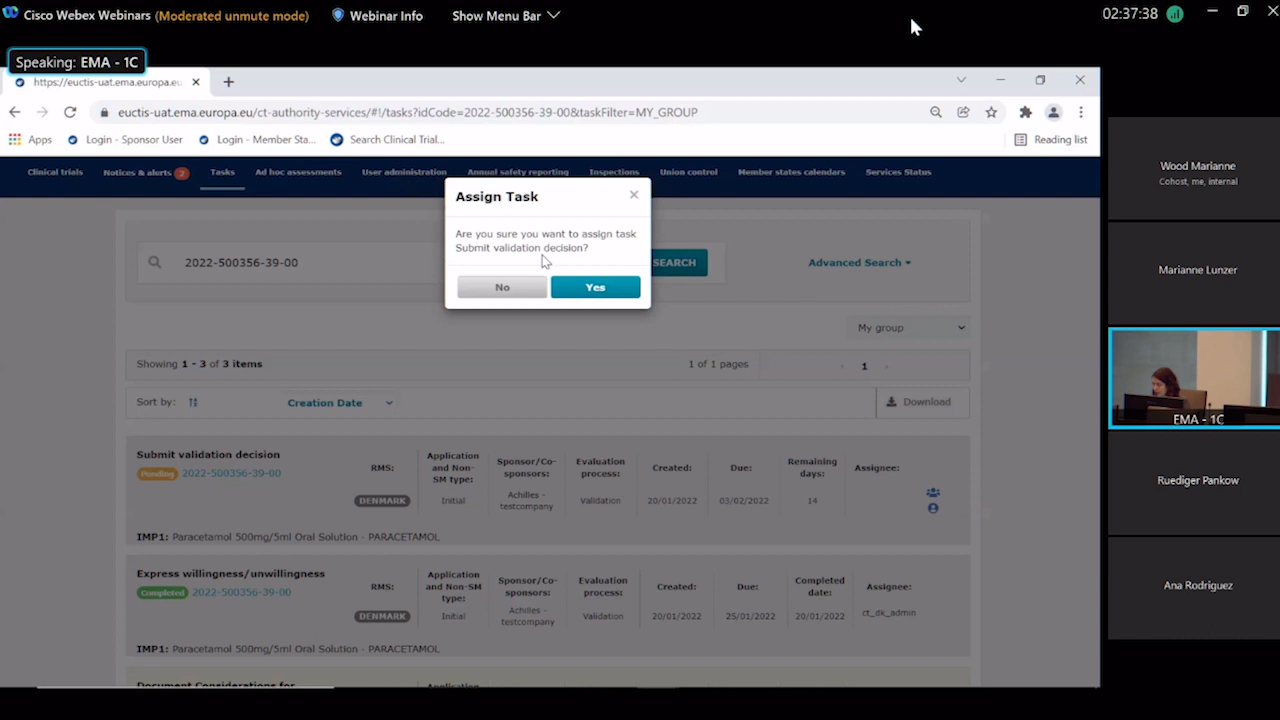 Cisco Webex Webinars (Moderated unmute mode) Webinar Info Show Menu Bar 02:37:38
Speaking: EMA - 1C
https://euctis-uat.ema.europa.eu
euctis-uat.ema.europa.eu/ct-authority-services/#!/tasks?idCode=2022-500356-39-00&taskFilter=MY_GROUP
Apps Login - Sponsor User Login - Member Sta... Search Clinical Trial... Reading list
Clinical trials Notices & alerts 2 Tasks Ad hoc assessments User administration Annual safety reporting Inspections Union control Member states calendars Services Status
Assign Task
Are you sure you want to assign task
Submit validation decision?
No Yes
2022-500356-39-00 SEARCH Advanced Search
My group
Showing 1 - 3 of 3 items 1 of 1 pages 1
Sort by: Creation Date Download
Submit validation decision
Pending 2022-500356-39-00
RMS:
DENMARK
Application
and Non-
SM type:
Initial
Sponsor/Co-
sponsors:
Achilles -
testcompany
Evaluation
process:
Validation
Created:
20/01/2022
Due:
03/02/2022
Remaining
days:
14
Assignee:
IMP1: Paracetamol 500mg/5ml Oral Solution - PARACETAMOL
Express willingness/unwillingness
Completed 2022-500356-39-00
RMS:
DENMARK
Application
and Non-SM
type:
Initial
Sponsor/Co-
sponsors:
Achilles -
testcompany
Evaluation
process:
Validation
Created:
20/01/2022
Due:
25/01/2022
Completed
date:
20/01/2022
Assignee:
ct_dk_admin
IMP1: Paracetamol 500mg/5ml Oral Solution - PARACETAMOL
Document Considerations for
Application
Wood Marianne
Cohost, me, internal
Marianne Lunzer
EMA - 1C
Ruediger Pankow
Ana Rodriguez